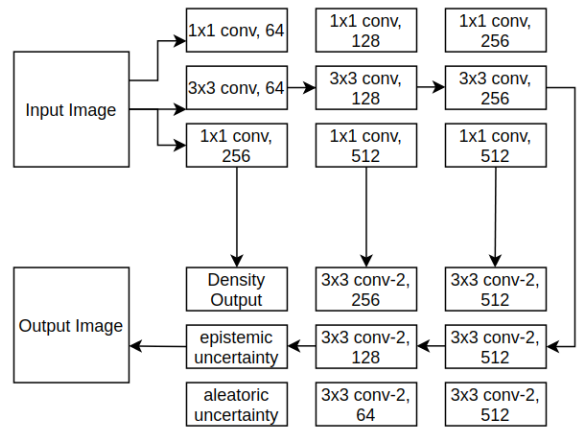 Input Image
1x1 conv, 64
3x3 conv, 64
1x1 conv,
256
1x1 conv,
128
3x3 conv,
128
1x1 conv,
512
1x1 conv,
256
3x3 conv,
256
1x1 conv,
512
Output Image
Density
Output
epistemic
uncertainty
aleatoric
uncertainty
3x3 conv-2,
256
3x3 conv-2,
128
3x3 conv-2,
64
3x3 conv-2,
512
3x3 conv-2,
512
3x3 conv-2,
512